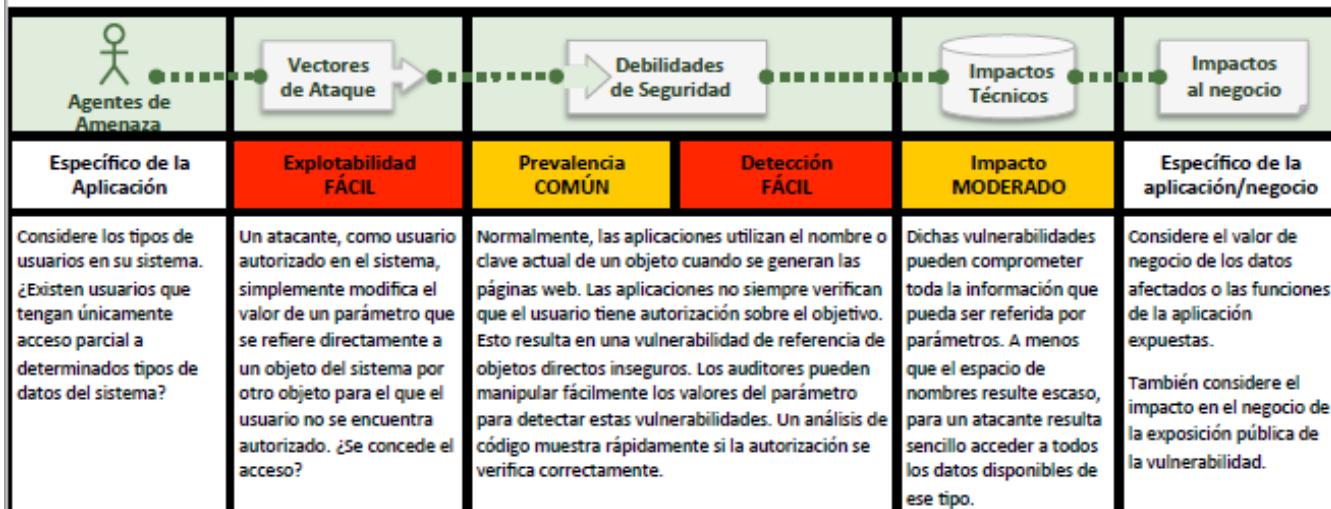 Agentes de
Amenaza
Vectores
de Ataque
Debilidades
de Seguridad
Impactos
Técnicos
Impactos
al negocio
Específico de la
Aplicación
Explotabilidad
FÁCIL
Prevalencia
COMÚN
Detección
FÁCIL
Impacto
MODERADO
Específico de la
aplicación/negocio
Considere los tipos de
usuarios en su sistema.
¿Existen usuarios que
tengan únicamente
acceso parcial a
determinados tipos de
datos del sistema?
Un atacante, como usuario
autorizado en el sistema,
simplemente modifica el
valor de un parámetro que
se refiere directamente a
un objeto del sistema por
otro objeto para el que el
usuario no se encuentra
autorizado. ¿Se concede el
acceso?
Normalmente, las aplicaciones utilizan el nombre o
clave actual de un objeto cuando se generan las
páginas web. Las aplicaciones no siempre verifican
que el usuario tiene autorización sobre el objetivo.
Esto resulta en una vulnerabilidad de referencia de
objetos directos inseguros. Los auditores pueden
manipular fácilmente los valores del parámetro
para detectar estas vulnerabilidades. Un análisis de
código muestra rápidamente si la autorización se
verifica correctamente.
Dichas vulnerabilidades
pueden comprometer
toda la información que
pueda ser referida por
parámetros. A menos
que el espacio de
nombres resulte escaso,
para un atacante resulta
sencillo acceder a todos
los datos disponibles de
ese tipo.
Considere el valor de
negocio de los datos
afectados o las funciones
de la aplicación
expuestas.
También considere el
impacto en el negocio de
la exposición pública de
la vulnerabilidad.